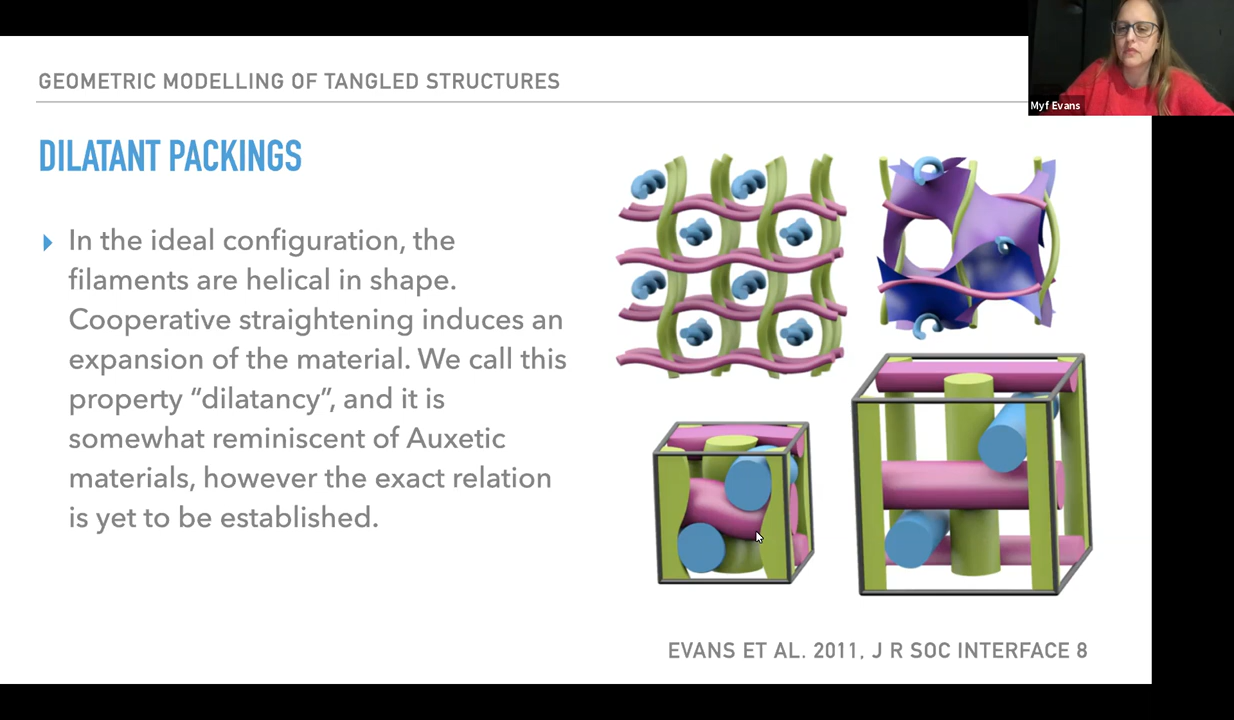 GEOMETRIC MODELLING OF TANGLED STRUCTURES
Myf Evans
DILATANT PACKINGS
In the ideal configuration, the
filaments are helical in shape.
Cooperative straightening induces an
expansion of the material. We call this
property “dilatancy”, and it is
somewhat reminiscent of Auxetic
materials, however the exact relation
is yet to be established.
EVANS ET AL. 2011, J R SOC INTERFACE 8